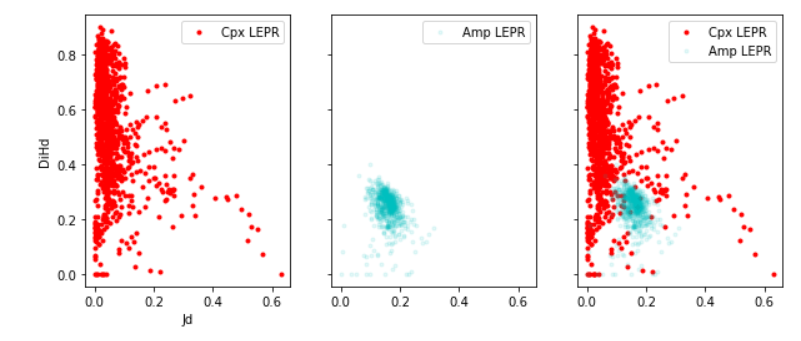 Cpx LEPR
Amp LEPR
Cpx LEPR
Amp LEPR
DiHd
0.8
0.6
0.4
0.2
0.0
0.0 0.2 0.4 0.6
0.0 0.2 0.4 0.6
0.0 0.2 0.4 0.6
Jd